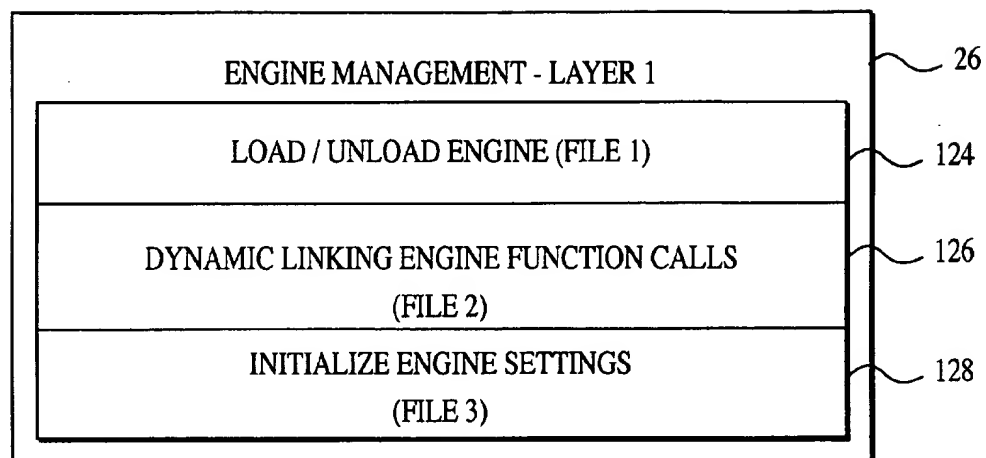 ENGINE MANAGEMENT - LAYER 1
26
LOAD / UNLOAD ENGINE (FILE 1)
124
DYNAMIC LINKING ENGINE FUNCTION CALLS
(FILE 2)
126
INITIALIZE ENGINE SETTINGS
(FILE 3)
128